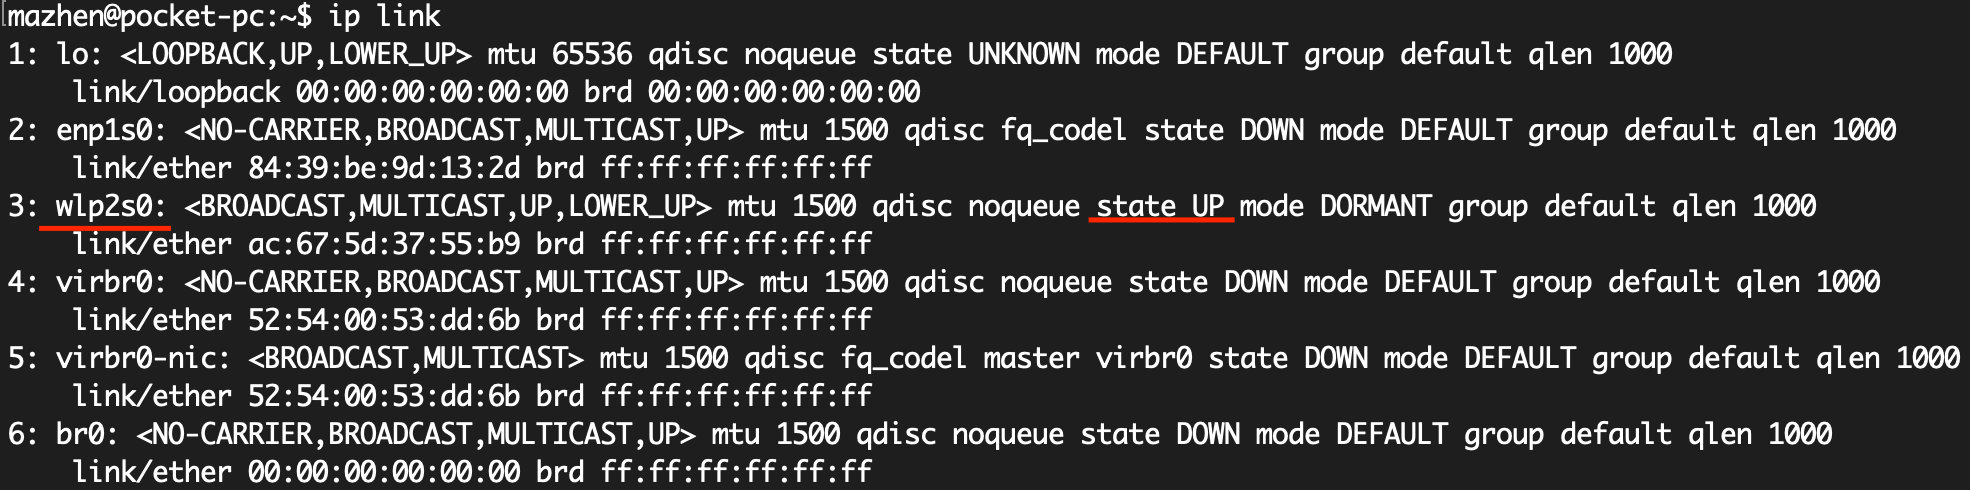 mazhen@pocket-pc:~$ ip link
1: lo: <LOOPBACK,UP,LOWER_UP> mtu 65536 qdisc noqueue state UNKNOWN mode DEFAULT group default qlen 1000
    link/loopback 00:00:00:00:00:00 brd 00:00:00:00:00:00
2: enp1s0: <NO-CARRIER,BROADCAST,MULTICAST,UP> mtu 1500 qdisc fq_codel state DOWN mode DEFAULT group default qlen 1000
    link/ether 84:39:be:9d:13:2d brd ff:ff:ff:ff:ff:ff
3: wlp2s0: <BROADCAST,MULTICAST,UP,LOWER_UP> mtu 1500 qdisc noqueue state UP mode DORMANT group default qlen 1000
    link/ether ac:67:5d:37:55:b9 brd ff:ff:ff:ff:ff:ff
4: virbr0: <NO-CARRIER,BROADCAST,MULTICAST,UP> mtu 1500 qdisc noqueue state DOWN mode DEFAULT group default qlen 1000
    link/ether 52:54:00:53:dd:6b brd ff:ff:ff:ff:ff:ff
5: virbr0-nic: <BROADCAST,MULTICAST> mtu 1500 qdisc fq_codel master virbr0 state DOWN mode DEFAULT group default qlen 1000
    link/ether 52:54:00:53:dd:6b brd ff:ff:ff:ff:ff:ff
6: br0: <NO-CARRIER,BROADCAST,MULTICAST,UP> mtu 1500 qdisc noqueue state DOWN mode DEFAULT group default qlen 1000
    link/ether 00:00:00:00:00:00 brd ff:ff:ff:ff:ff:ff